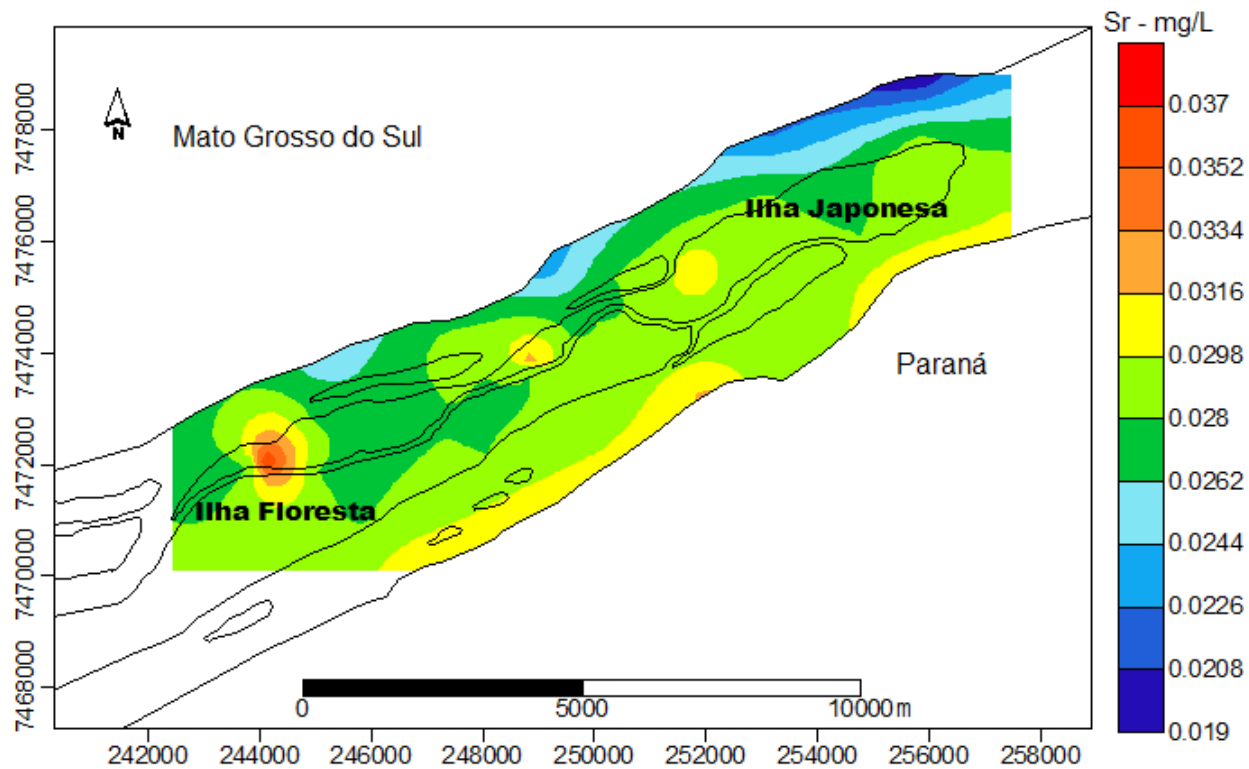 Sr - mg/L
0.037
0.0352
0.0334
0.0316
0.0298
0.028
0.0262
0.0244
0.0226
0.0208
0.019
7478000
7476000
7474000
7472000
7470000
7468000
N
Mato Grosso do Sul
Ilha Japonesa
Paraná
Ilha Floresta
0 5000 10000 m
242000 244000 246000 248000 250000 252000 254000 256000 258000